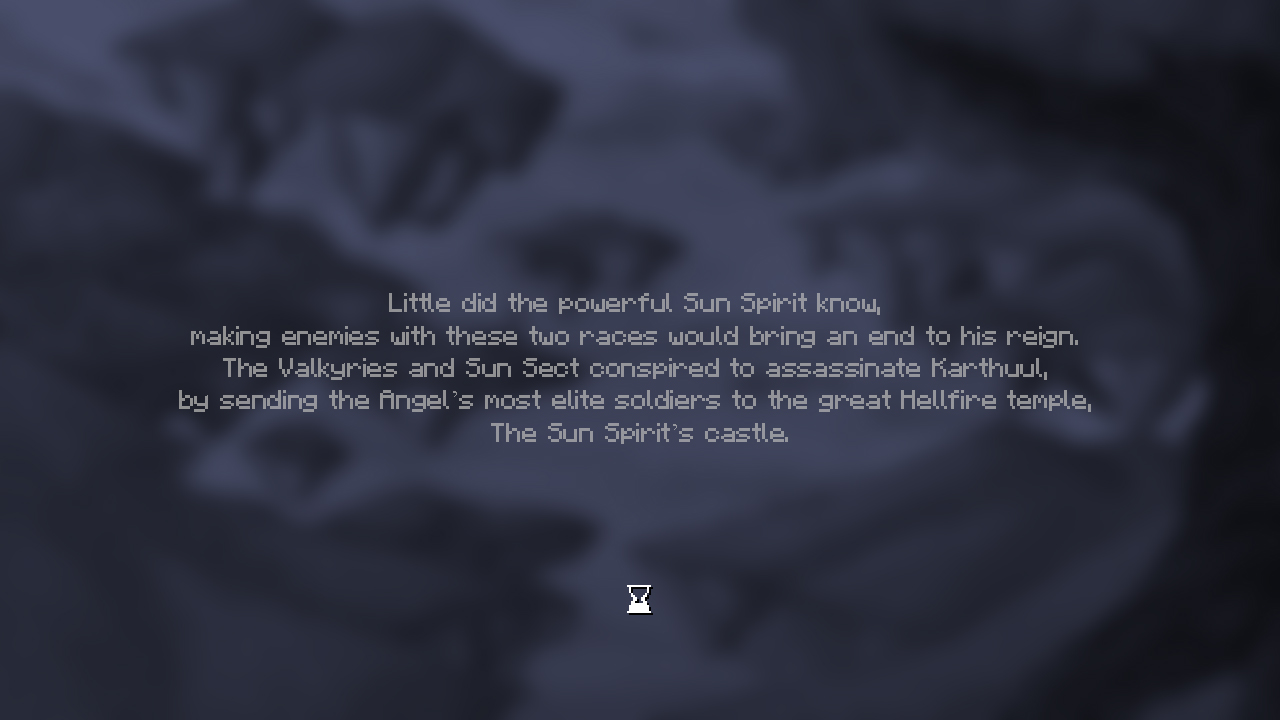 Little did the powerful Sun Spirit know,
making enemies with these two races would bring an end to his reign.
The Valkyries and Sun Sect conspired to assassinate Karthuul,
by sending the Angel's most elite soldiers to the great Hellfire temple,
The Sun Spirit's castle.